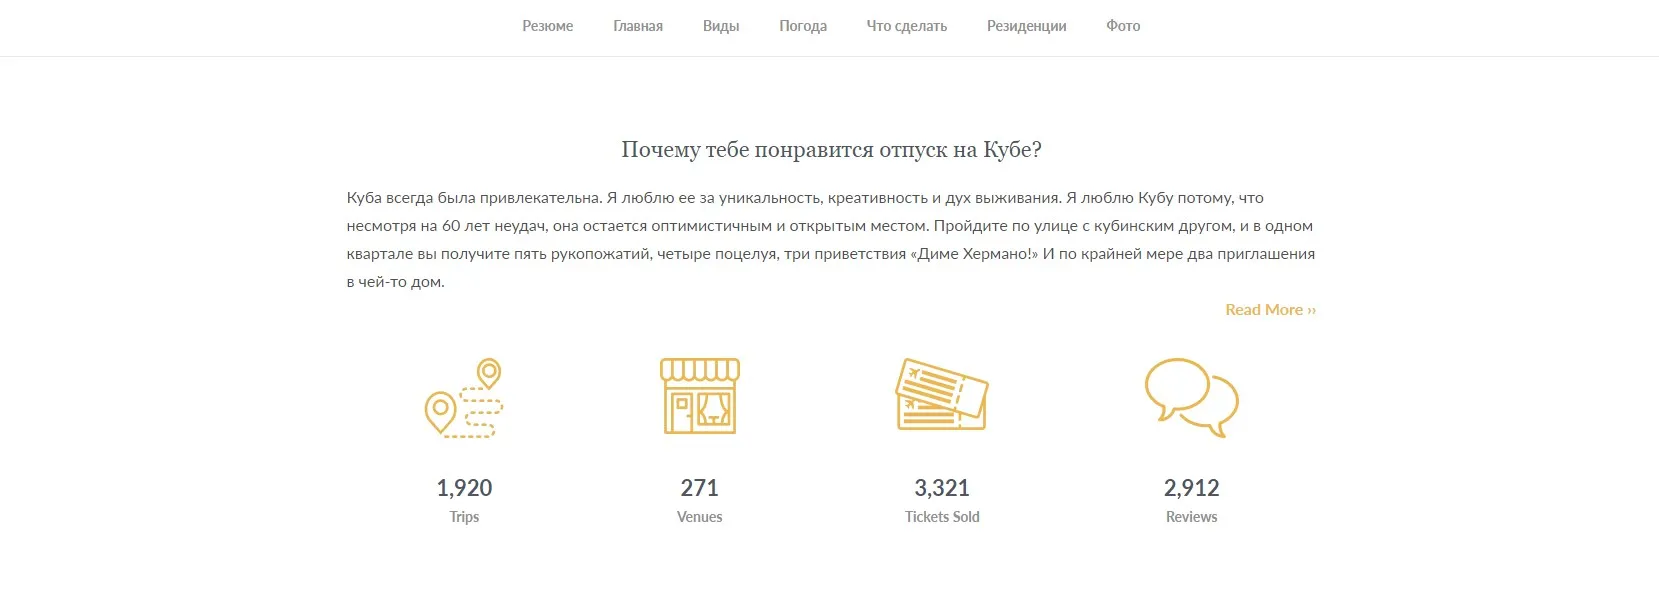 Резюме Главная Виды Погода Что сделать Резиденции Фото
Почему тебе понравится отпуск на Кубе?
Куба всегда была привлекательна. Я люблю ее за уникальность, креативность и дух выживания. Я люблю Кубу потому, что
несмотря на 60 лет неудач, она остается оптимистичным и открытым местом. Пройдите по улице с кубинским другом, и в одном
квартале вы получите пять рукопожатий, четыре поцелуя, три приветствия «Диме Хермано!» И по крайней мере два приглашения
в чей-то дом.
Read More ››
1,920 271 3,321 2,912
Trips Venues Tickets Sold Reviews